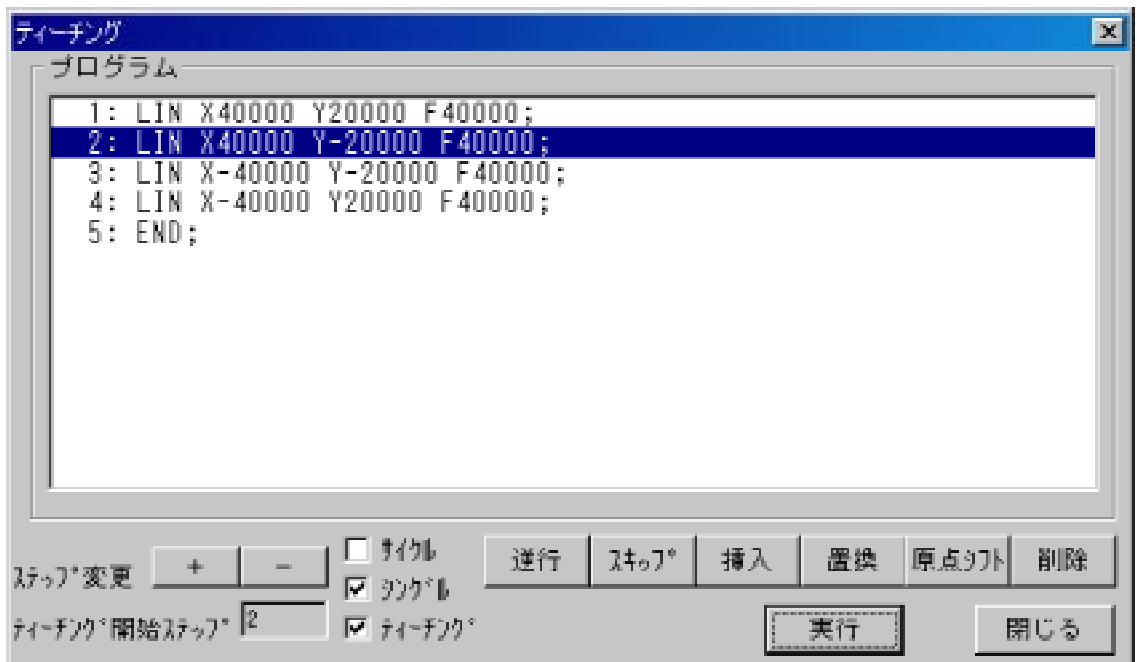 ティーチング
プログラム
1: LIN X40000 Y20000 F40000;
2: LIN X40000 Y-20000 F40000;
3: LIN X-40000 Y-20000 F40000;
4: LIN X-40000 Y20000 F40000;
5: END;
ｽﾃｯﾌﾟ変更 + - ｻｲｸﾙ 逆行 ｽｷｯﾌﾟ 挿入 置換 原点ｼﾌﾄ 削除
ｼﾝｸﾞﾙ
ﾃｨｰﾁﾝｸﾞ開始ｽﾃｯﾌﾟ 2 ﾃｨｰﾁﾝｸﾞ 実行 閉じる